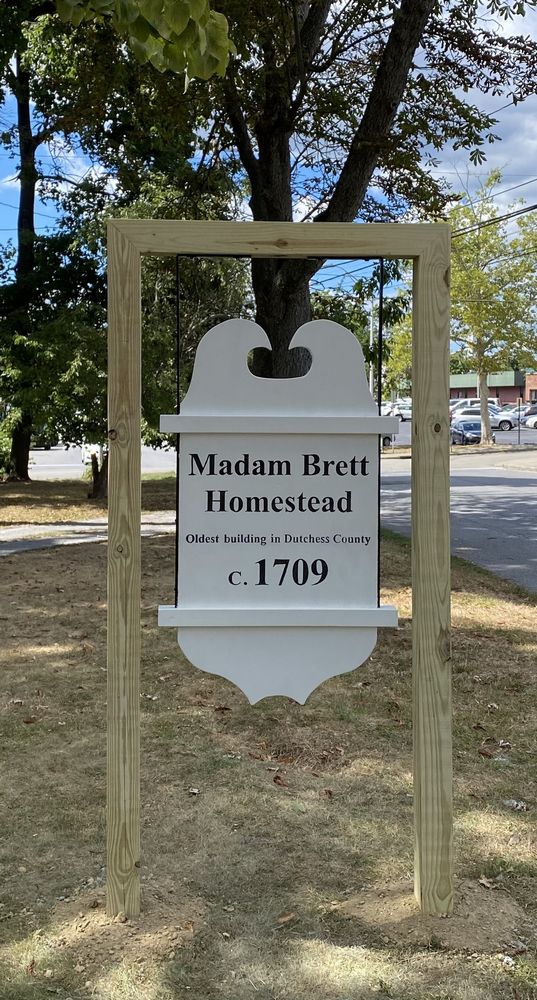 Madam Brett
Homestead
Oldest building in Dutchess County
c. 1709